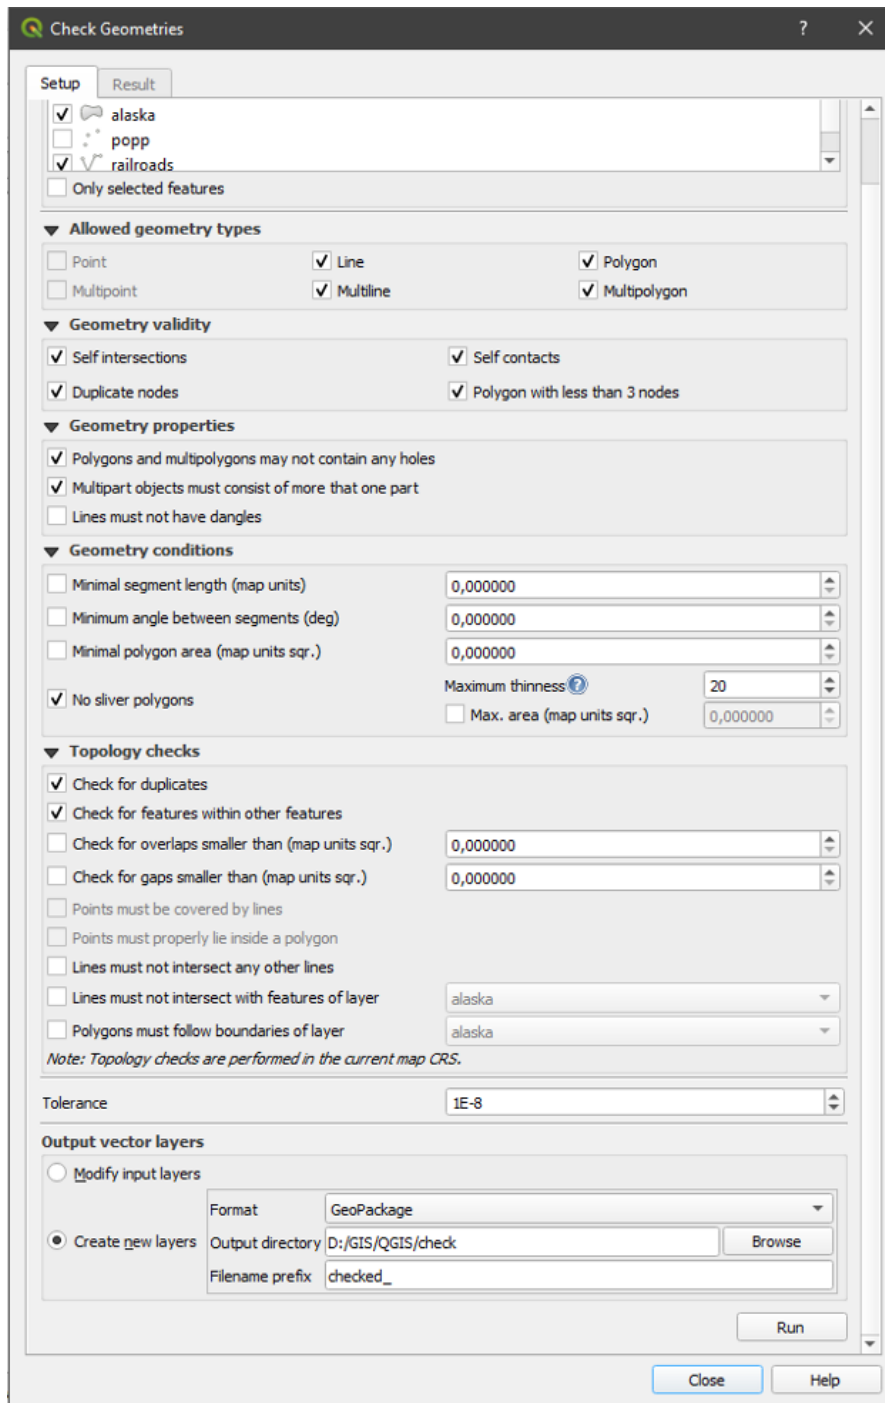 Check Geometries ?
Setup Result
alaska
popp
railroads
Only selected features
Allowed geometry types
Point Line Polygon
Multipoint Multiline Multipolygon
Geometry validity
Self intersections Self contacts
Duplicate nodes Polygon with less than 3 nodes
Geometry properties
Polygons and multipolygons may not contain any holes
Multipart objects must consist of more that one part
Lines must not have dangles
Geometry conditions
Minimal segment length (map units) 0,000000
Minimum angle between segments (deg) 0,000000
Minimal polygon area (map units sqr.) 0,000000
No sliver polygons Maximum thinness ? 20
Max. area (map units sqr.) 0,000000
Topology checks
Check for duplicates
Check for features within other features
Check for overlaps smaller than (map units sqr.) 0,000000
Check for gaps smaller than (map units sqr.) 0,000000
Points must be covered by lines
Points must properly lie inside a polygon
Lines must not intersect any other lines
Lines must not intersect with features of layer alaska
Polygons must follow boundaries of layer alaska
Note: Topology checks are performed in the current map CRS.
Tolerance 1E-8
Output vector layers
Modify input layers
Format GeoPackage
Create new layers Output directory D:/GIS/QGIS/check Browse
Filename prefix checked_
Run
Close Help